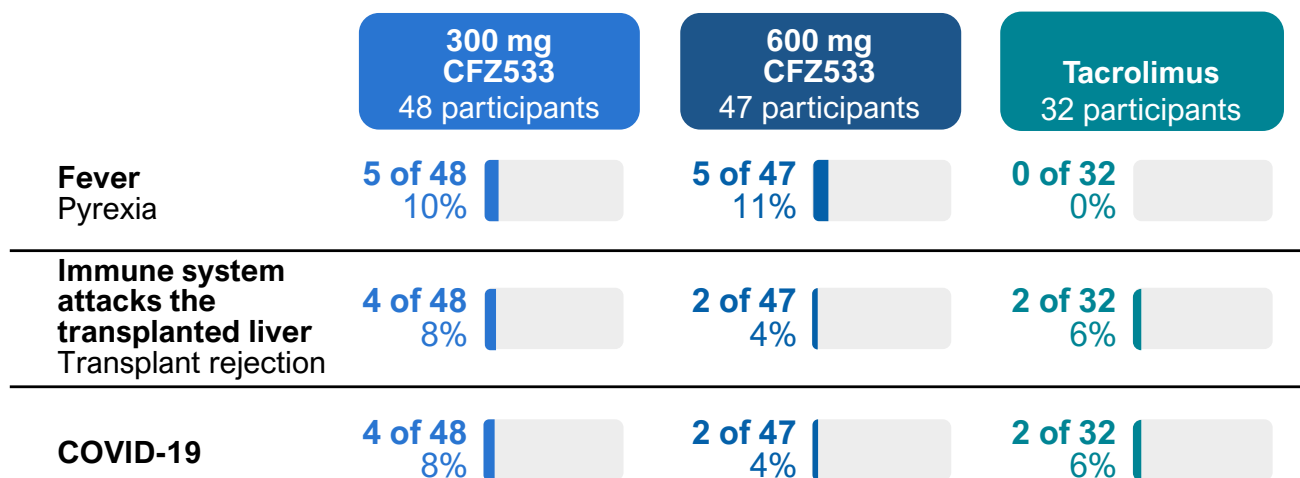 300 mg
CFZ533
48 participants
600 mg
CFZ533
47 participants
Tacrolimus
32 participants
Fever
Pyrexia
5 of 48
10%
5 of 47
11%
0 of 32
0%
Immune system
attacks the
transplanted liver
Transplant rejection
4 of 48
8%
2 of 47
4%
2 of 32
6%
COVID-19
4 of 48
8%
2 of 47
4%
2 of 32
6%